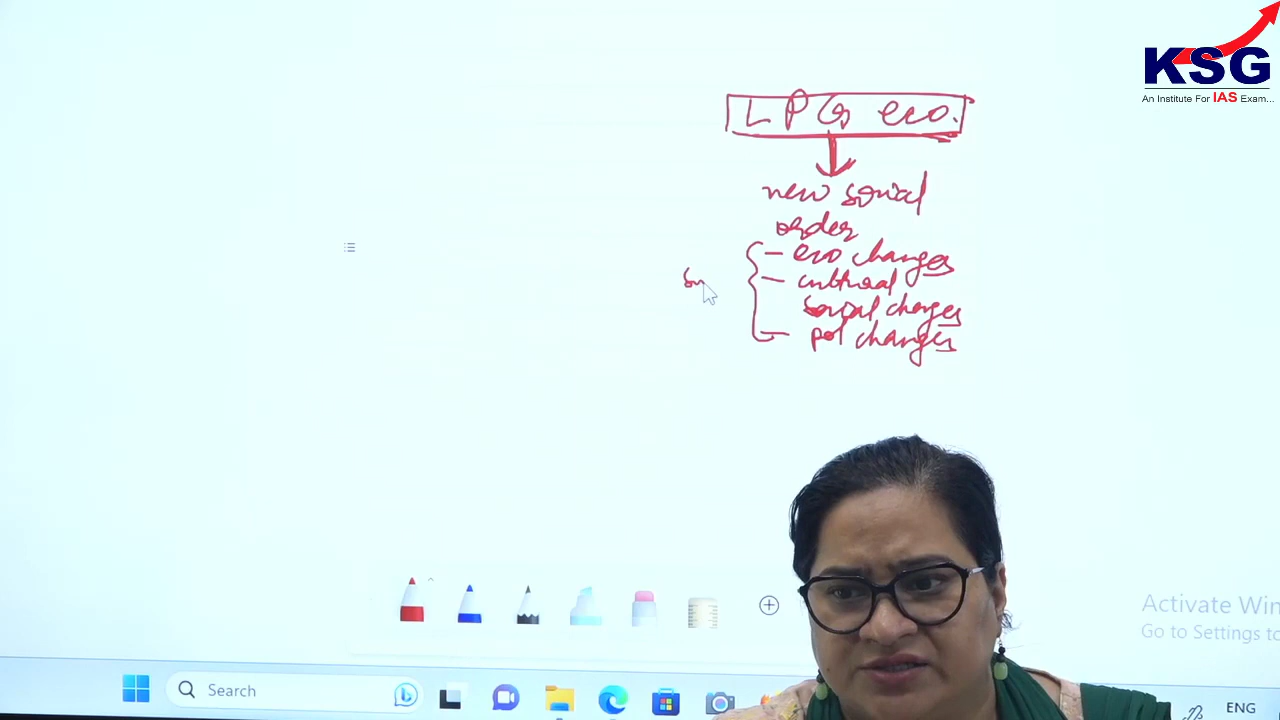 KSG
An Institute For IAS Exam...
LPG eco.
new social
order
- eco changes
- cultural
social changes
- pol changes
Activate Win
Go to Settings to
Search
ENG